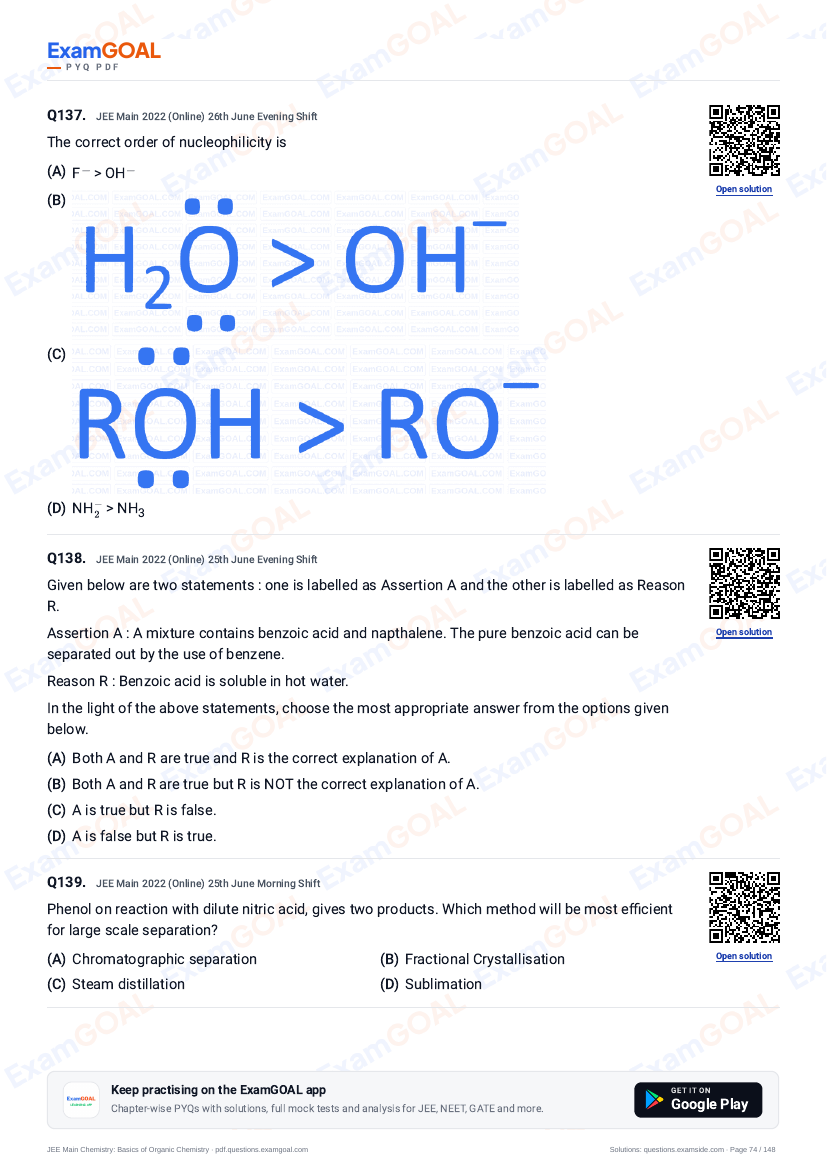 ExamGOAL
PYQ PDF
Q137. JEE Main 2022 (Online) 26th June Evening Shift
The correct order of nucleophilicity is
Open solution
(A) F⁻ > OH⁻
(B) H₂Ö̤ > OH⁻
(C) RÖ̤H > RO⁻
(D) NH₂⁻ > NH₃
Q138. JEE Main 2022 (Online) 25th June Evening Shift
Given below are two statements : one is labelled as Assertion A and the other is labelled as Reason
R.
Open solution
Assertion A : A mixture contains benzoic acid and napthalene. The pure benzoic acid can be
separated out by the use of benzene.
Reason R : Benzoic acid is soluble in hot water.
In the light of the above statements, choose the most appropriate answer from the options given
below.
(A) Both A and R are true and R is the correct explanation of A.
(B) Both A and R are true but R is NOT the correct explanation of A.
(C) A is true but R is false.
(D) A is false but R is true.
Q139. JEE Main 2022 (Online) 25th June Morning Shift
Phenol on reaction with dilute nitric acid, gives two products. Which method will be most efficient
for large scale separation?
Open solution
(A) Chromatographic separation (B) Fractional Crystallisation
(C) Steam distillation (D) Sublimation
ExamGOAL
Keep practising on the ExamGOAL app
Chapter-wise PYQs with solutions, full mock tests and analysis for JEE, NEET, GATE and more.
GET IT ON
Google Play
JEE Main Chemistry: Basics of Organic Chemistry · pdf.questions.examgoal.com
Solutions: questions.examside.com · Page 74 / 148